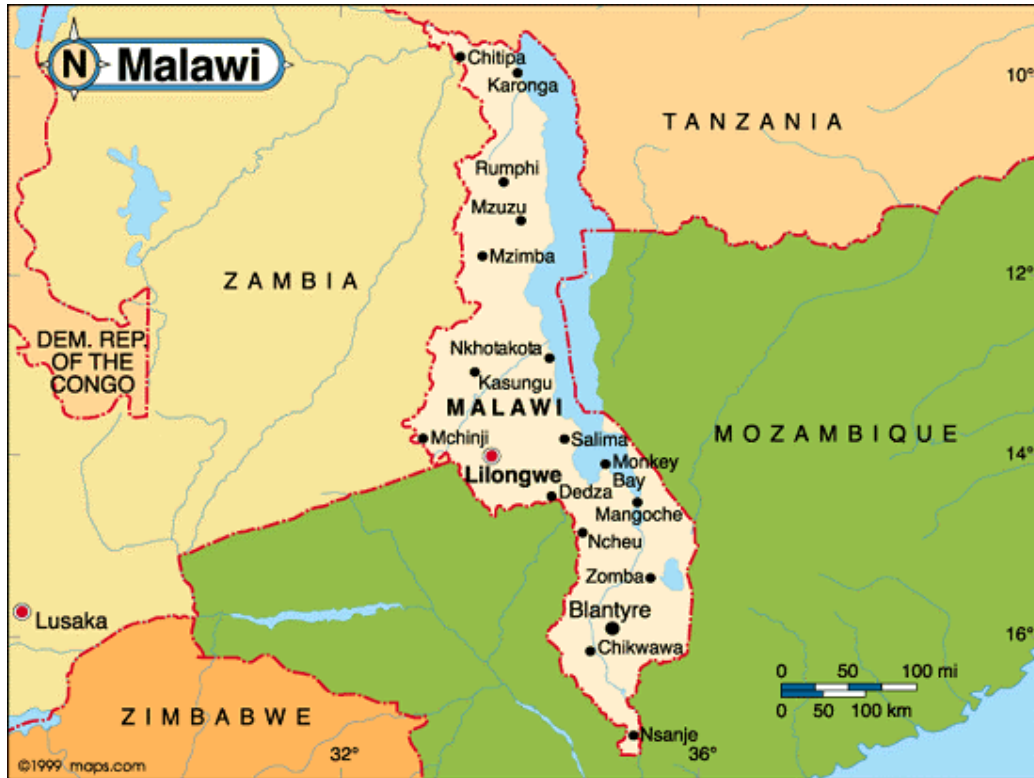 N Malawi
Chitipa
Karonga
10°
TANZANIA
Rumphi
Mzuzu
Mzimba
ZAMBIA
12°
DEM. REP.
OF THE
CONGO
Nkhotakota
Kasungu
MALAWI
Mchinji
Salima
MOZAMBIQUE
Lilongwe
Monkey
Bay
14°
Dedza
Mangoche
Ncheu
Zomba
Blantyre
Lusaka
Chikwawa
16°
0 50 100 mi
0 50 100 km
ZIMBABWE
Nsanje
32°
36°
©1999 maps.com